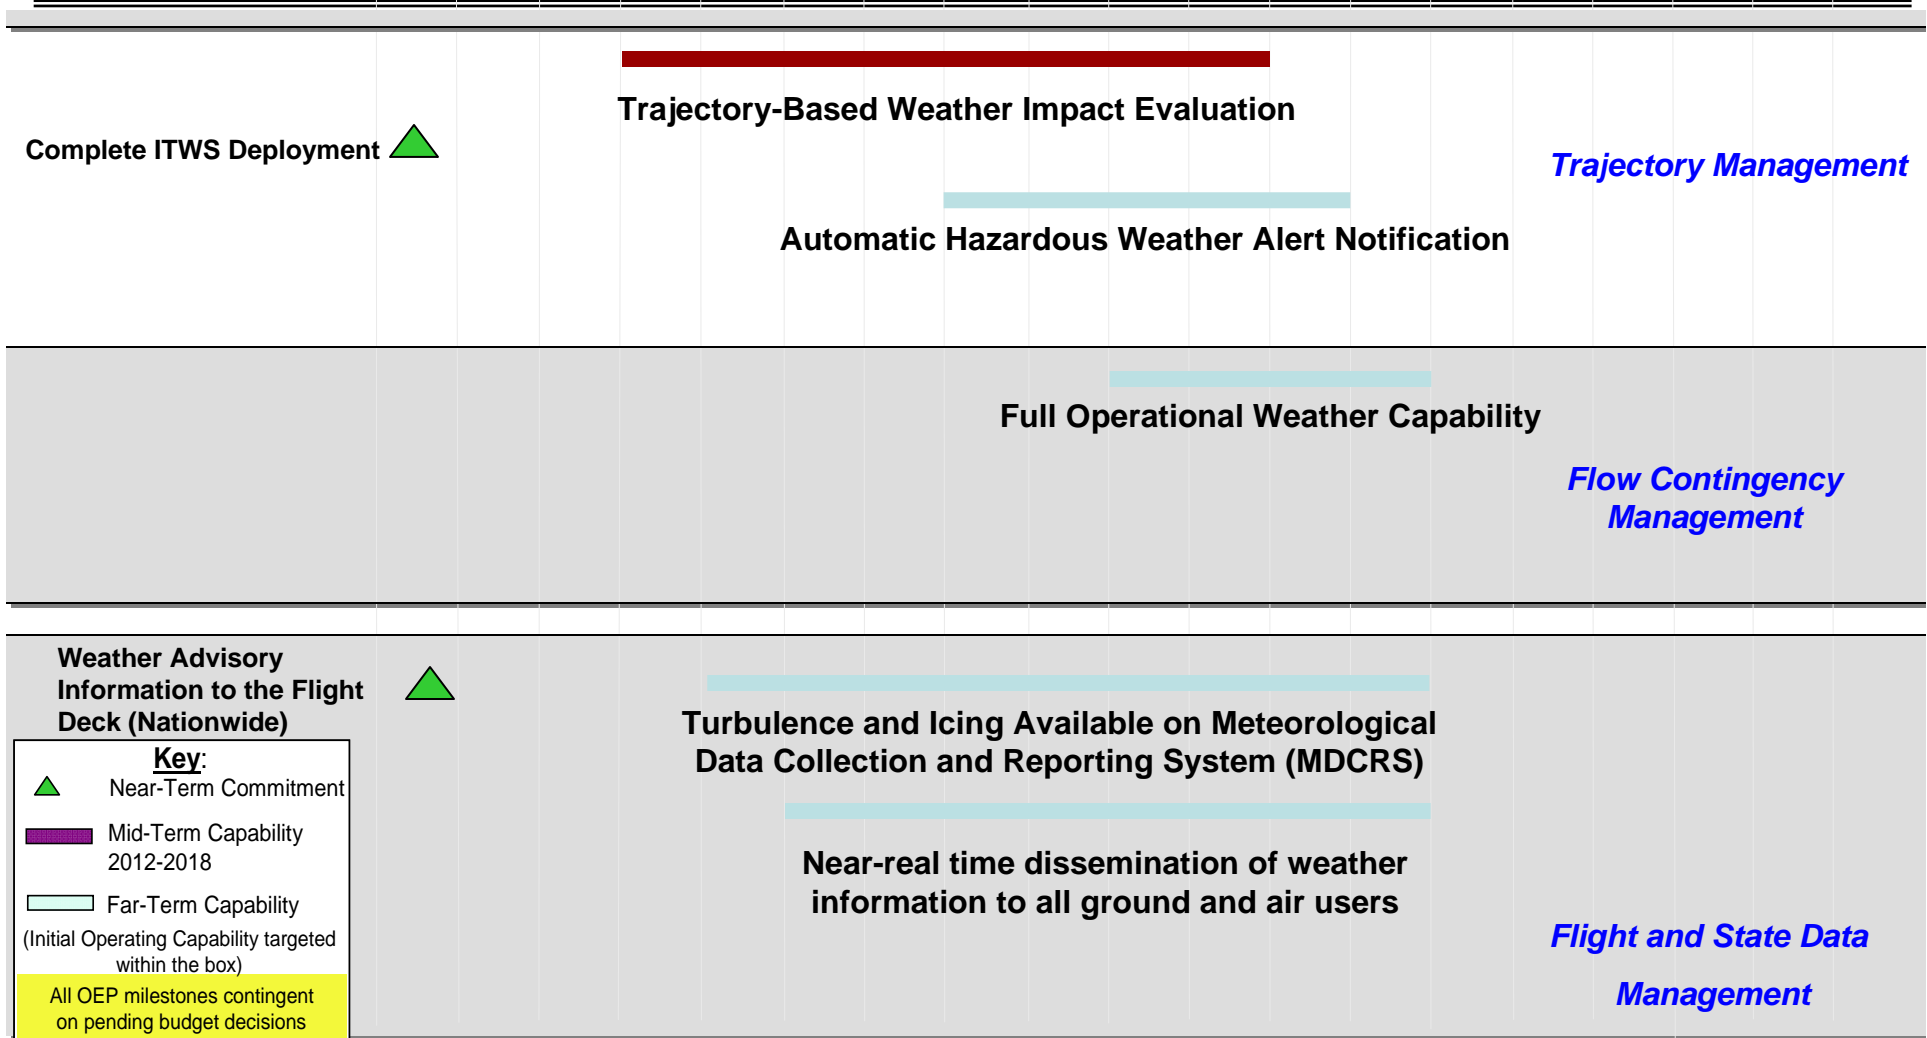 Trajectory-Based Weather Impact Evaluation
Complete ITWS Deployment
Trajectory Management
Automatic Hazardous Weather Alert Notification
Full Operational Weather Capability
Flow Contingency
Management
Weather Advisory
Information to the Flight
Deck (Nationwide)
Turbulence and Icing Available on Meteorological
Data Collection and Reporting System (MDCRS)
Near-real time dissemination of weather
information to all ground and air users
Flight and State Data
Management
Key:
Near-Term Commitment
Mid-Term Capability
2012-2018
Far-Term Capability
(Initial Operating Capability targeted
within the box)
All OEP milestones contingent
on pending budget decisions